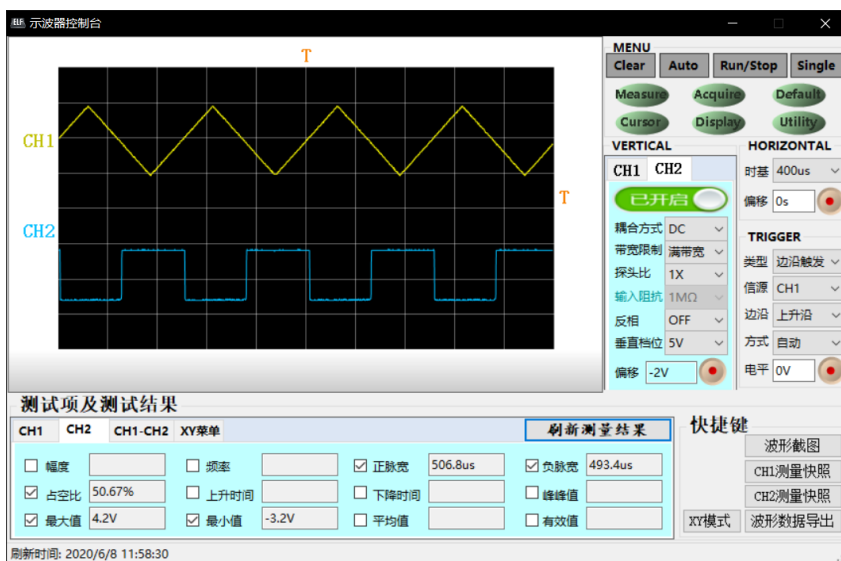 ELF 示波器控制台
T
CH1
T
CH2
MENU
Clear Auto Run/Stop Single
Measure Acquire Default
Cursor Display Utility
VERTICAL
CH1 CH2
已开启
耦合方式 DC
带宽限制 满带宽
探头比 1X
输入阻抗 1MΩ
反相 OFF
垂直档位 5V
偏移 -2V
HORIZONTAL
时基 400us
偏移 0s
TRIGGER
类型 边沿触发
信源 CH1
边沿 上升沿
方式 自动
电平 0V
测试项及测试结果
CH1 CH2 CH1-CH2 XY菜单 刷新测量结果
幅度 频率 正脉宽 506.8us 负脉宽 493.4us
占空比 50.67% 上升时间 下降时间 峰峰值
最大值 4.2V 最小值 -3.2V 平均值 有效值
快捷键
波形截图
CH1测量快照
CH2测量快照
XY模式 波形数据导出
刷新时间: 2020/6/8 11:58:30